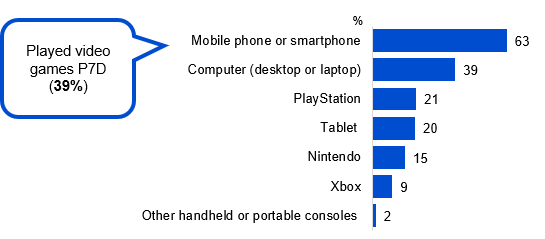 %
Played video
games P7D
(39%)
Mobile phone or smartphone 63
Computer (desktop or laptop) 39
PlayStation 21
Tablet 20
Nintendo 15
Xbox 9
Other handheld or portable consoles 2